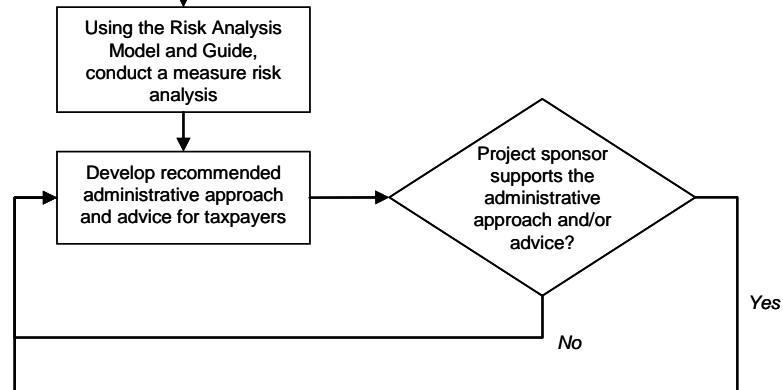 Using the Risk Analysis
Model and Guide,
conduct a measure risk
analysis
Develop recommended
administrative approach
and advice for taxpayers
Project sponsor
supports the
administrative
approach and/or
advice?
Yes
No